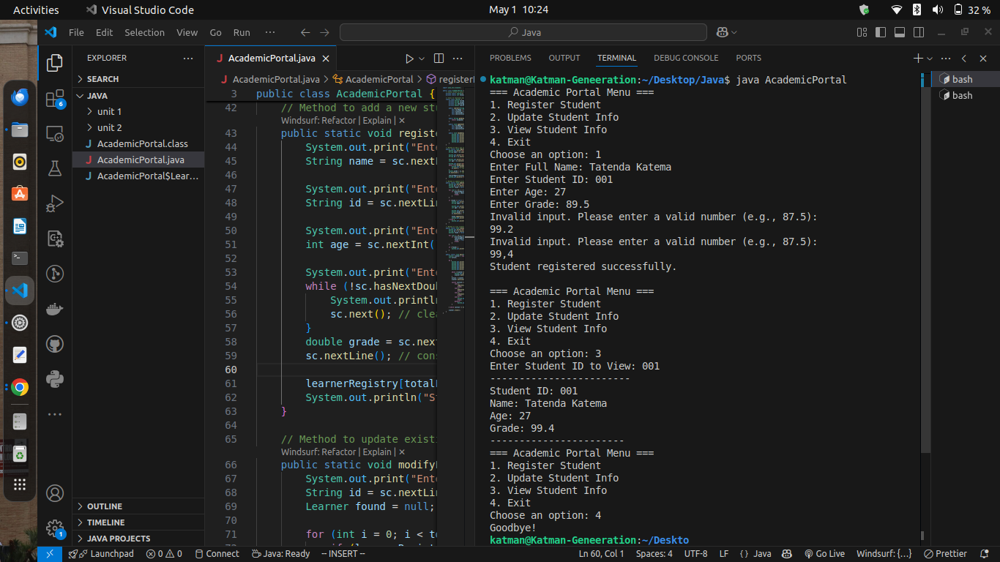 Activities
Visual Studio Code
May 1 10:24
32 %
File Edit Selection View Go Run ···
Java
EXPLORER ···
SEARCH
JAVA
unit 1
unit 2
J AcademicPortal.class
J AcademicPortal.java
J AcademicPortal$Lear...
OUTLINE
TIMELINE
JAVA PROJECTS
6
1
J AcademicPortal.java ×
J AcademicPortal.java > AcademicPortal > register
3 public class AcademicPortal {
42 // Method to add a new stu
Windsurf: Refactor | Explain | ×
43 public static void registe
44 System.out.print("Ente
45 String name = sc.nextL
46
47 System.out.print("Ente
48 String id = sc.nextLin
49
50 System.out.print("Ente
51 int age = sc.nextInt(
52
53 System.out.print("Ente
54 while (!sc.hasNextDoub
55 System.out.println
56 sc.next(); // clea
57 }
58 double grade = sc.next
59 sc.nextLine(); // cons
60
61 learnerRegistry[totalL
62 System.out.println("St
63 }
64
65 // Method to update existi
Windsurf: Refactor | Explain | ×
66 public static void modifyL
67 System.out.print("Ente
68 String id = sc.nextLin
69 Learner found = null;
70
71 for (int i = 0; i < to
PROBLEMS OUTPUT TERMINAL DEBUG CONSOLE PORTS
katman@Katman-Geneeration:~/Desktop/Java$ java AcademicPortal
=== Academic Portal Menu ===
1. Register Student
2. Update Student Info
3. View Student Info
4. Exit
Choose an option: 1
Enter Full Name: Tatenda Katema
Enter Student ID: 001
Enter Age: 27
Enter Grade: 89.5
Invalid input. Please enter a valid number (e.g., 87.5):
99.2
Invalid input. Please enter a valid number (e.g., 87.5):
99,4
Student registered successfully.
=== Academic Portal Menu ===
1. Register Student
2. Update Student Info
3. View Student Info
4. Exit
Choose an option: 3
Enter Student ID to View: 001
------------------------
Student ID: 001
Name: Tatenda Katema
Age: 27
Grade: 99.4
-----------------------
=== Academic Portal Menu ===
1. Register Student
2. Update Student Info
3. View Student Info
4. Exit
Choose an option: 4
Goodbye!
katman@Katman-Geneeration:~/Deskto
bash
bash
Launchpad 0 0 Connect Java: Ready -- INSERT -- Ln 60, Col 1 Spaces: 4 UTF-8 LF {} Java Go Live Windsurf: {...} Prettier